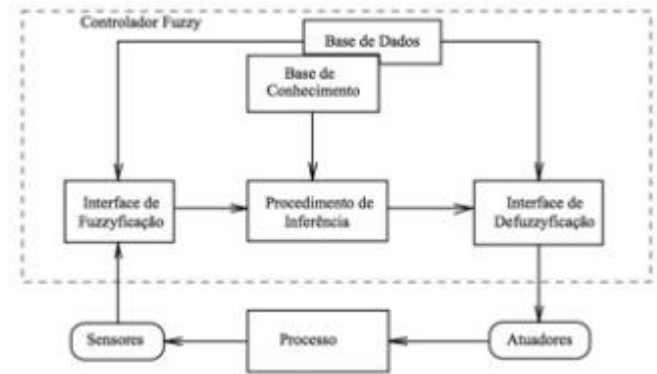 Controlador Fuzzy
Base de Dados
Base de
Conhecimento
Interface de
Fuzzyficação
Procedimento de
Inferência
Interface de
Defuzzyficação
Sensores
Processo
Atuadores